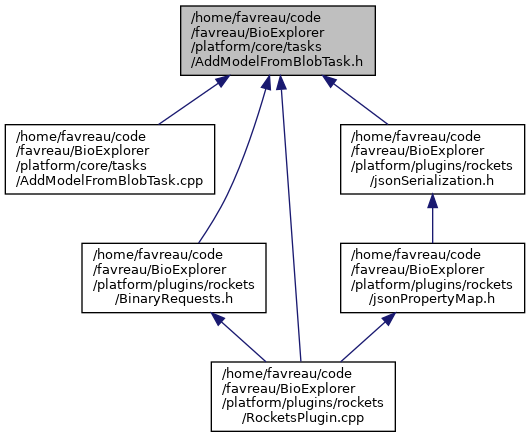 /home/favreau/code
/favreau/BioExplorer
/platform/core/tasks
/AddModelFromBlobTask.h
/home/favreau/code
/favreau/BioExplorer
/platform/core/tasks
/AddModelFromBlobTask.cpp
/home/favreau/code
/favreau/BioExplorer
/platform/plugins/rockets
/jsonSerialization.h
/home/favreau/code
/favreau/BioExplorer
/platform/plugins/rockets
/BinaryRequests.h
/home/favreau/code
/favreau/BioExplorer
/platform/plugins/rockets
/jsonPropertyMap.h
/home/favreau/code
/favreau/BioExplorer
/platform/plugins/rockets
/RocketsPlugin.cpp